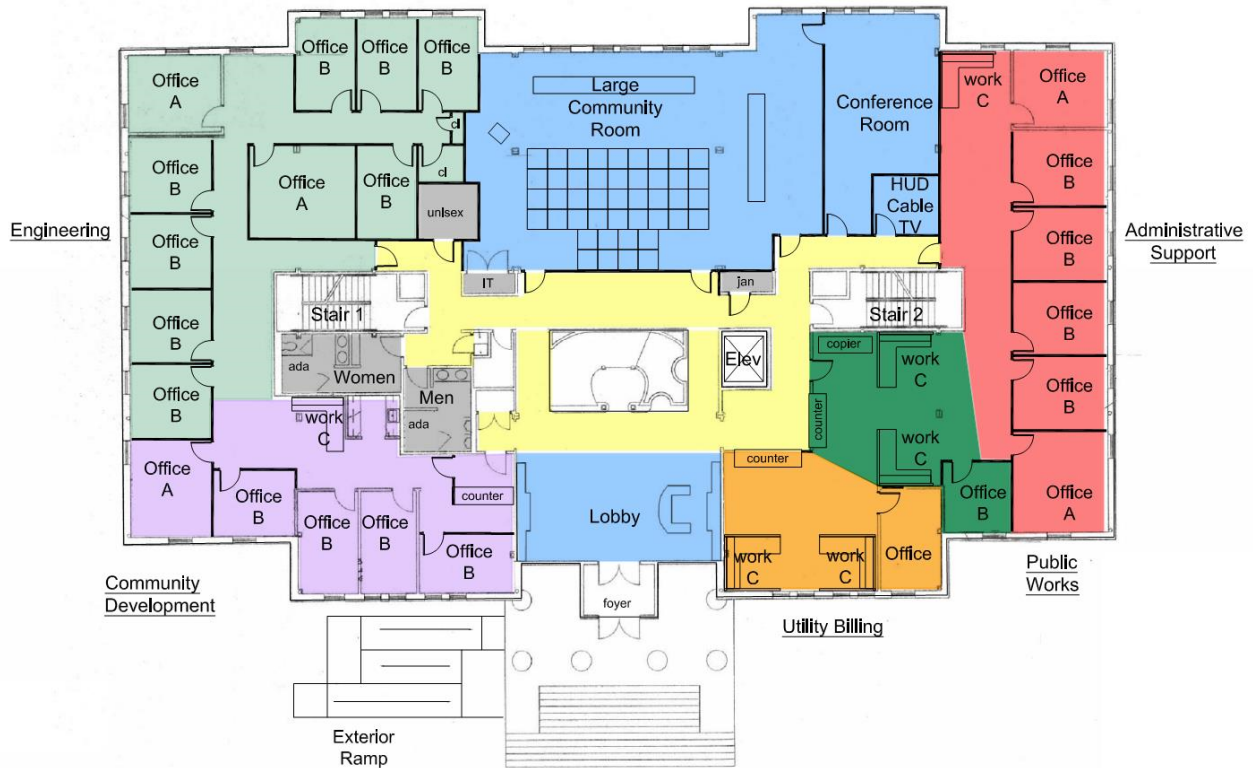 Office
B
Office
B
Office
B
Office
A
Large
Community
Room
work
C
Office
A
Conference
Room
cl
Office
B
Office
A
Office
B
cl
Office
B
HUD
Cable
TV
unisex
Engineering
Office
B
Office
B
Administrative
Support
IT
jan
Stair 1
Stair 2
Office
B
Office
B
copier
Elev
work
C
ada
Women
Office
B
Office
B
Men
ada
counter
work
C
work
C
counter
Office
A
Office
B
counter
Office
B
Office
B
Lobby
Office
B
Office
A
Office
B
work
C
work
C
Office
Community
Development
Public
Works
foyer
Utility Billing
Exterior
Ramp